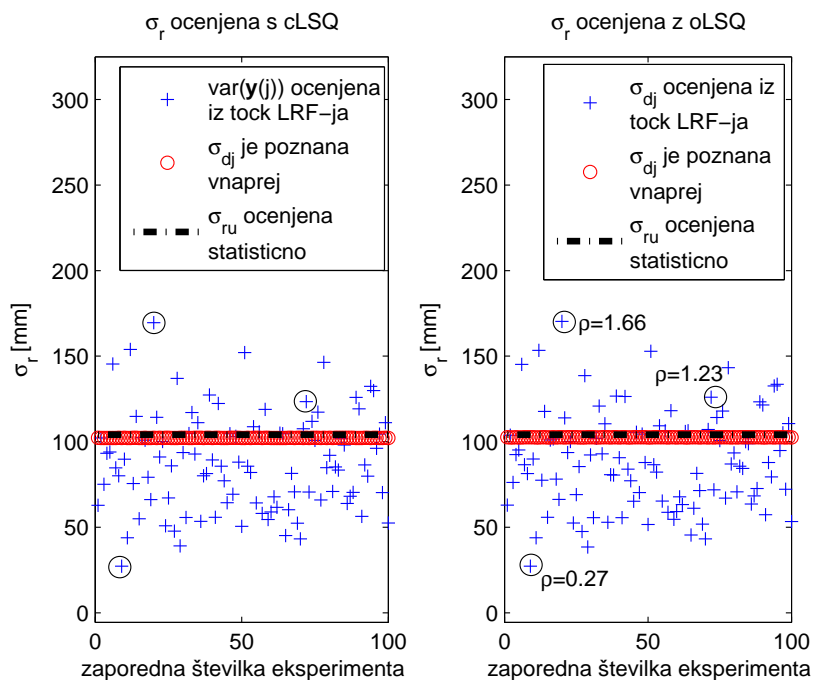 σr ocenjena s cLSQ
var(y(j)) ocenjena
iz tock LRF−ja
σdj je poznana
vnaprej
σru ocenjena
statisticno
σr [mm]
300
250
200
150
100
50
0
0
50
100
zaporedna številka eksperimenta
σr ocenjena z oLSQ
σdj ocenjena iz
tock LRF−ja
σdj je poznana
vnaprej
σru ocenjena
statisticno
σr [mm]
300
250
200
150
100
50
0
ρ=1.66
ρ=1.23
ρ=0.27
0
50
100
zaporedna številka eksperimenta